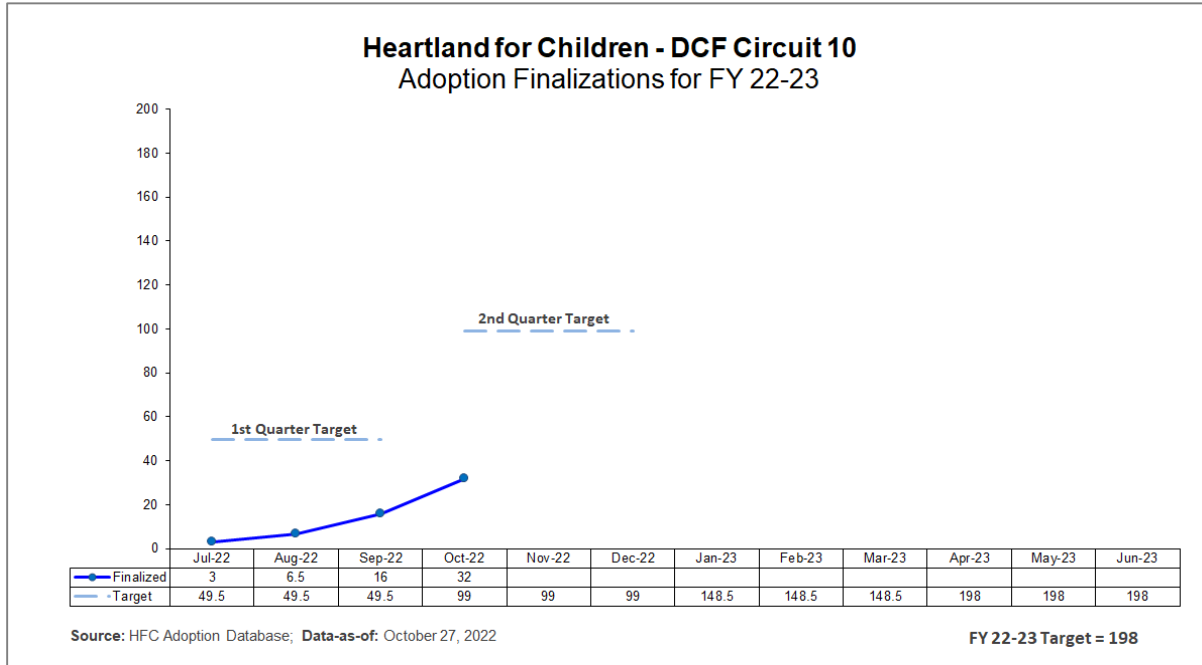 Heartland for Children - DCF Circuit 10
Adoption Finalizations for FY 22-23
200
180
160
140
120
100
2nd Quarter Target
80
60
1st Quarter Target
40
20
0
Jul-22 Aug-22 Sep-22 Oct-22 Nov-22 Dec-22 Jan-23 Feb-23 Mar-23 Apr-23 May-23 Jun-23
Finalized 3 6.5 16 32
Target 49.5 49.5 49.5 99 99 99 148.5 148.5 148.5 198 198 198
Source: HFC Adoption Database; Data-as-of: October 27, 2022
FY 22-23 Target = 198